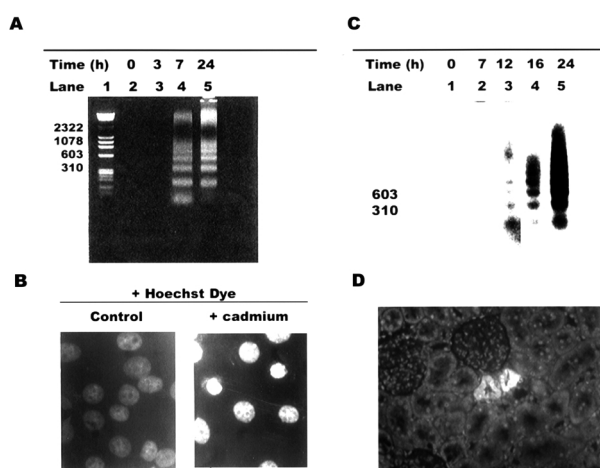 A
Time (h) 0 3 7 24
Lane 1 2 3 4 5
2322
1078
603
310
B
+ Hoechst Dye
Control + cadmium
C
Time (h) 0 7 12 16 24
Lane 1 2 3 4 5
603
310
D